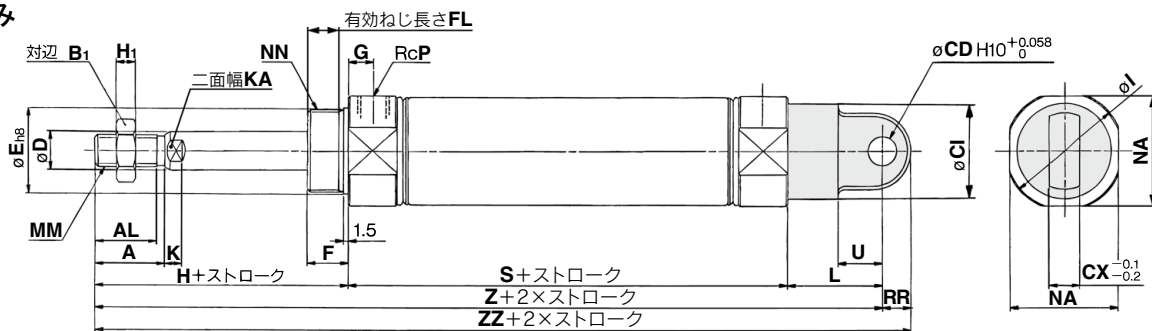 み
有効ねじ長さFL
対辺 B1
H1
二面幅KA
NN
G
RcP
øCD H10 +0.058 0
øI
øEh8
øD
øCI
NA
MM
AL
A
K
F
1.5
U
L
RR
CX -0.1 -0.2
NA
H+ストローク
S+ストローク
Z+2×ストローク
ZZ+2×ストローク